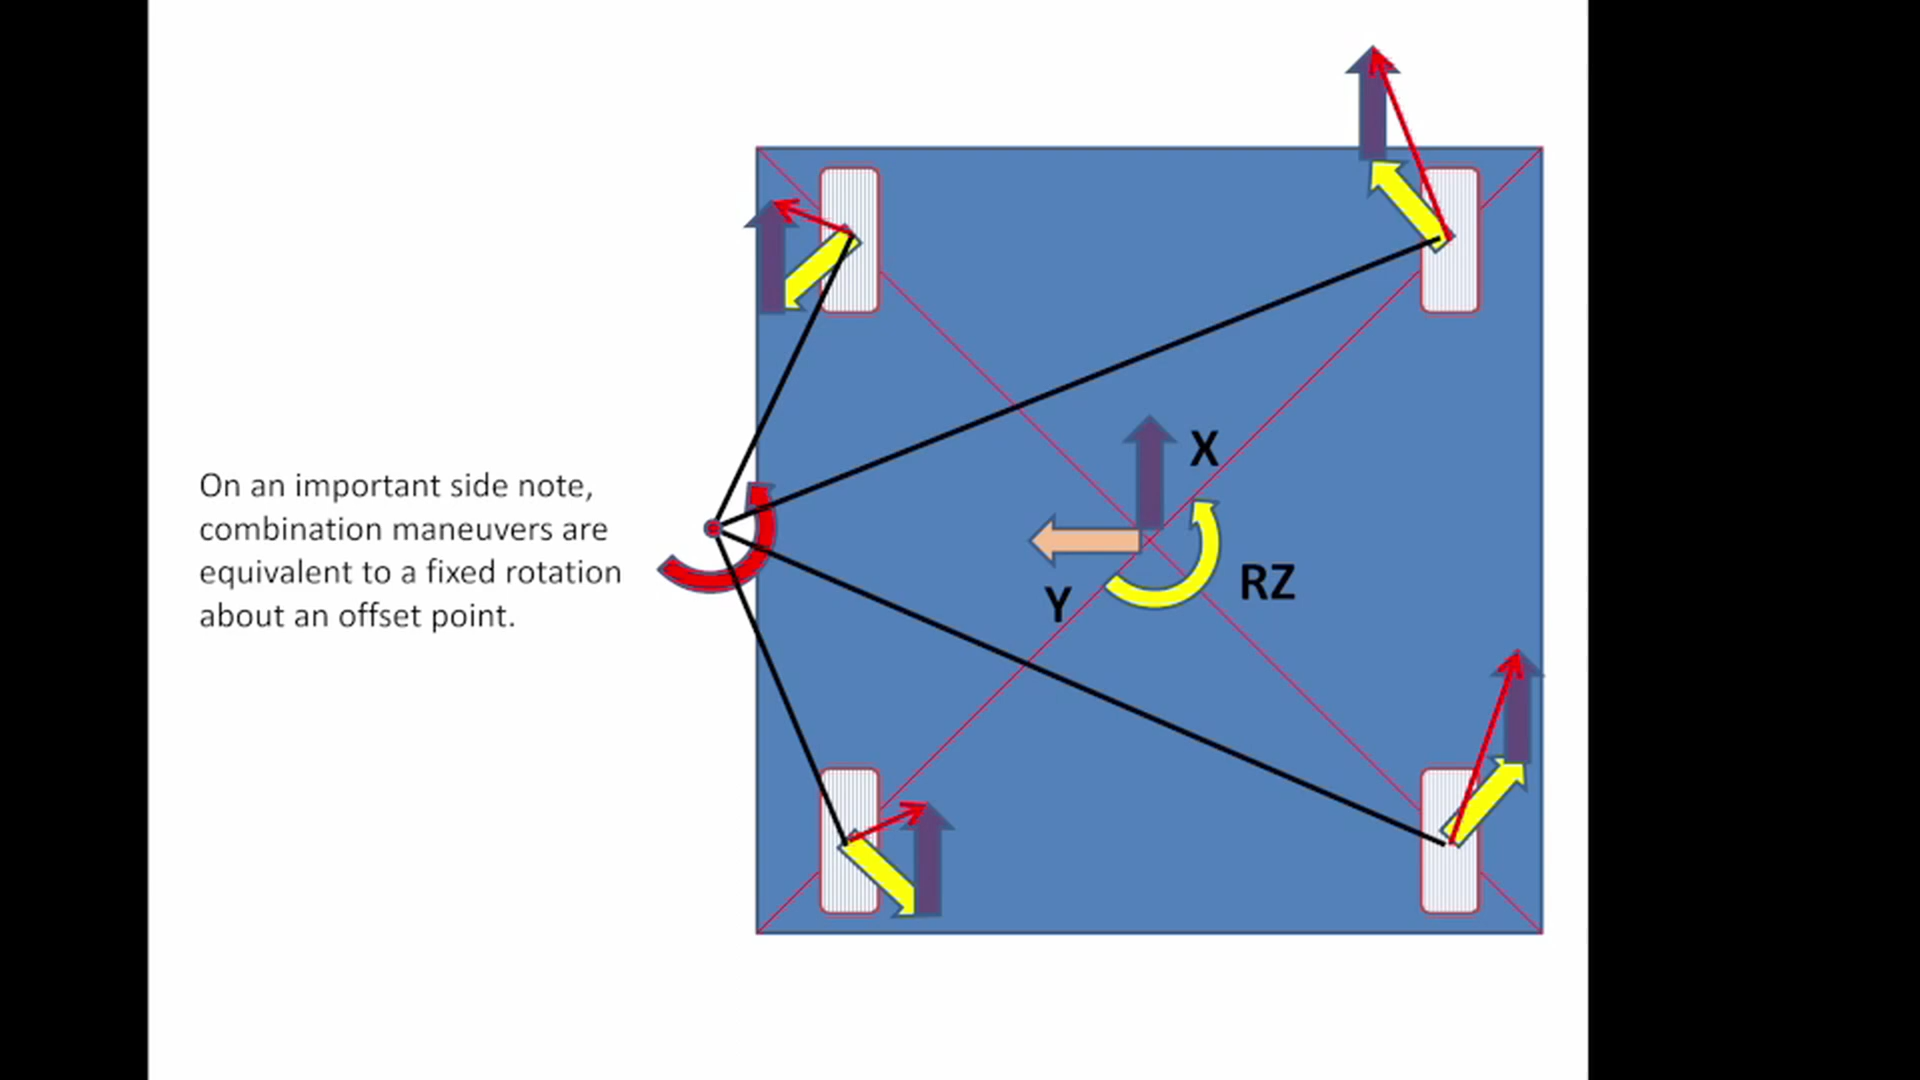 On an important side note,
combination maneuvers are
equivalent to a fixed rotation
about an offset point.
X
Y
RZ